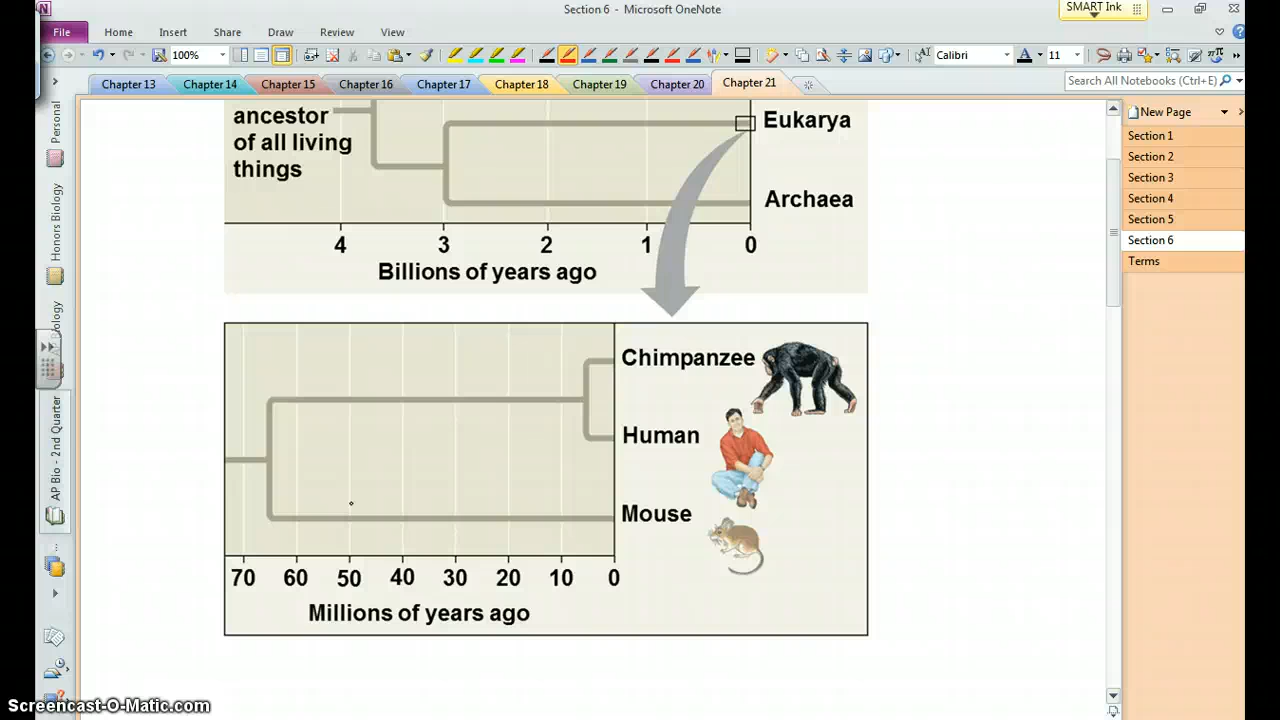 Section 6 - Microsoft OneNote
SMART Ink
File Home Insert Share Draw Review View
100%
Calibri
11
Chapter 13 Chapter 14 Chapter 15 Chapter 16 Chapter 17 Chapter 18 Chapter 19 Chapter 20 Chapter 21
Search All Notebooks (Ctrl+E)
Personal
Honors Biology
AP Bio - 2nd Quarter
ancestor
of all living
things
Eukarya
Archaea
4 3 2 1 0
Billions of years ago
Chimpanzee
Human
Mouse
70 60 50 40 30 20 10 0
Millions of years ago
New Page
Section 1
Section 2
Section 3
Section 4
Section 5
Section 6
Terms
Screencast-O-Matic.com